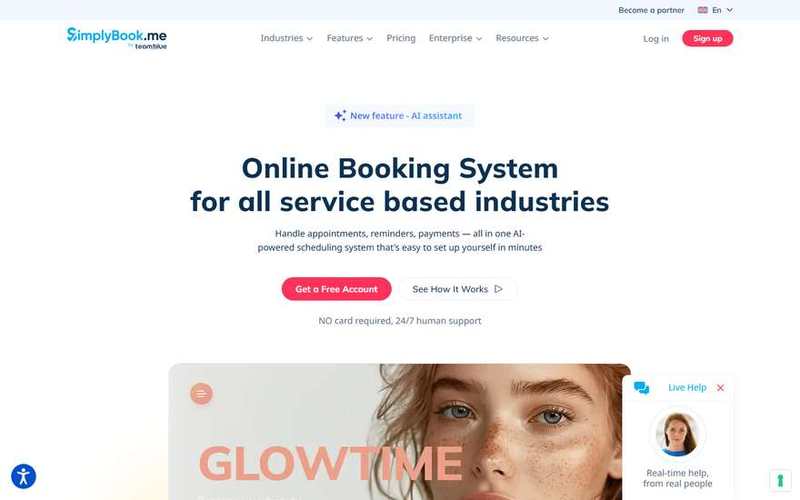 Become a partner
En
SimplyBook.me
by team.blue
Industries
Features
Pricing
Enterprise
Resources
Log in
Sign up
New feature - AI assistant
Online Booking System
for all service based industries
Handle appointments, reminders, payments — all in one AI-
powered scheduling system that's easy to set up yourself in minutes
Get a Free Account
See How It Works
NO card required, 24/7 human support
GLOWTIME
Live Help
Real-time help,
from real people